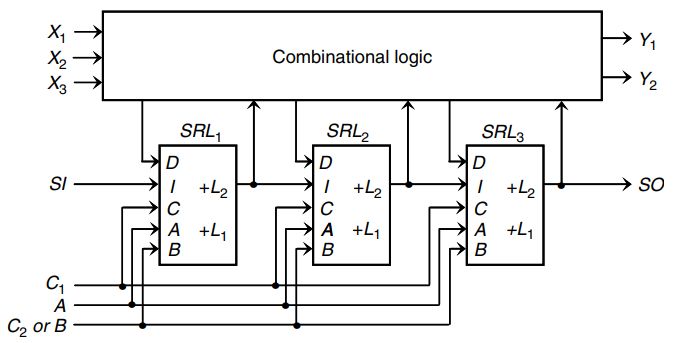 X1
X2
X3
Combinational logic
Y1
Y2
SRL1
SRL2
SRL3
D
D
D
SI
I
+L2
I
+L2
I
+L2
SO
C
C
C
A
+L1
A
+L1
A
+L1
B
B
B
C1
A
C2 or B